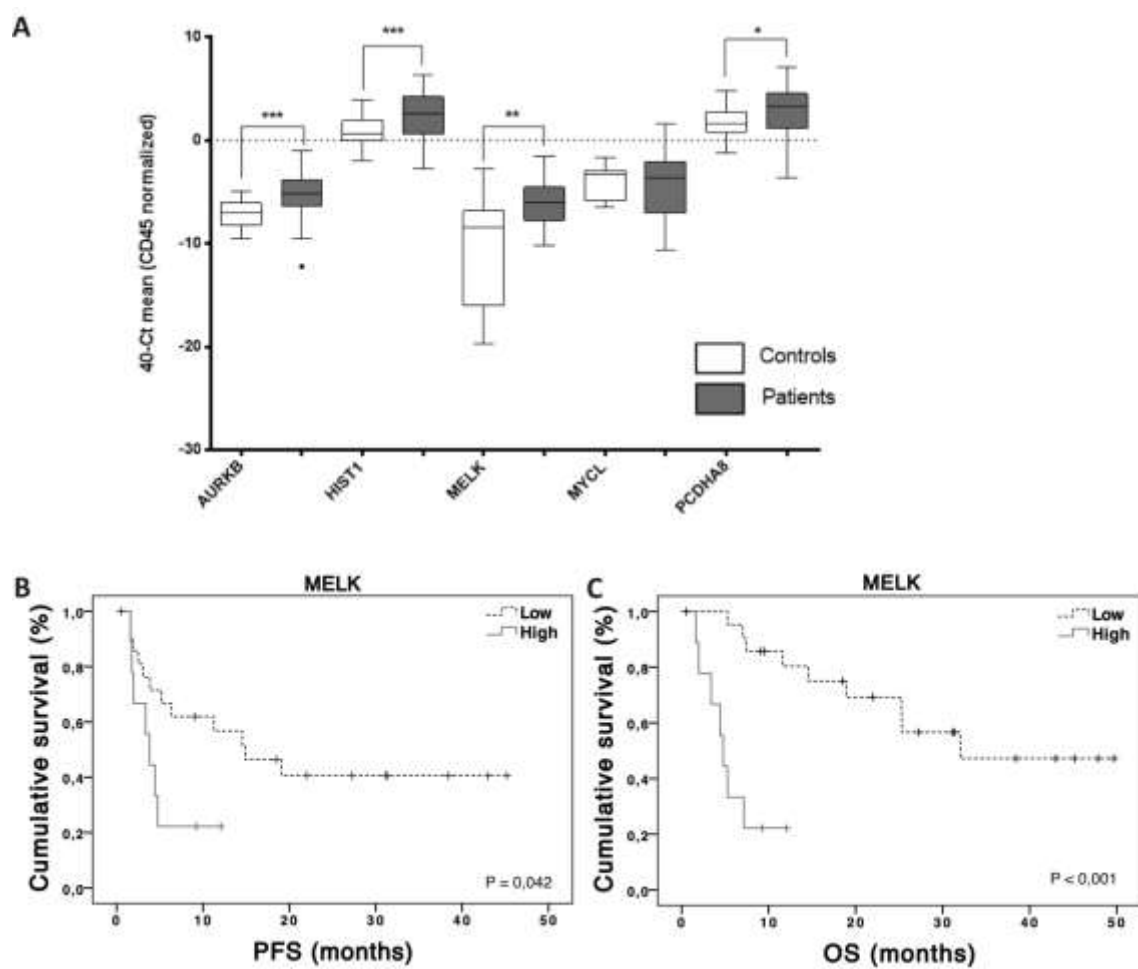 A
40-Ct mean (CD45 normalized)
10
0
-10
-20
-30
***
***
**
*
Controls
Patients
AURKB
HIST1
MELK
MYCL
PCDHA8
B
MELK
Low
High
Cumulative survival (%)
1,0
0,8
0,6
0,4
0,2
0,0
P = 0,042
0 10 20 30 40 50
PFS (months)
C
MELK
Low
High
Cumulative survival (%)
1,0
0,8
0,6
0,4
0,2
0,0
P < 0,001
0 10 20 30 40 50
OS (months)